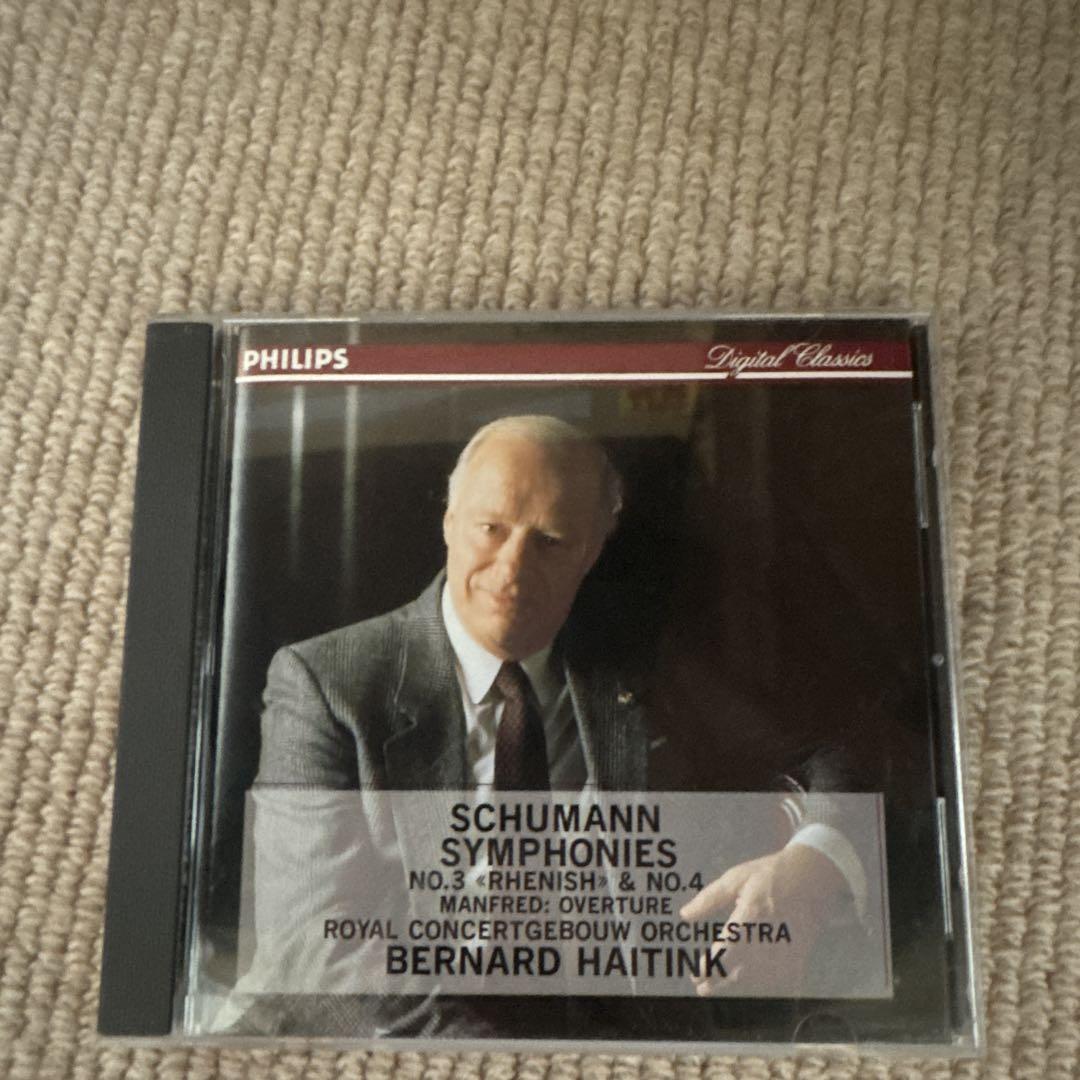 PHILIPS Digital Classics
SCHUMANN
SYMPHONIES
NO.3 «RHENISH» & NO.4
MANFRED: OVERTURE
ROYAL CONCERTGEBOUW ORCHESTRA
BERNARD HAITINK